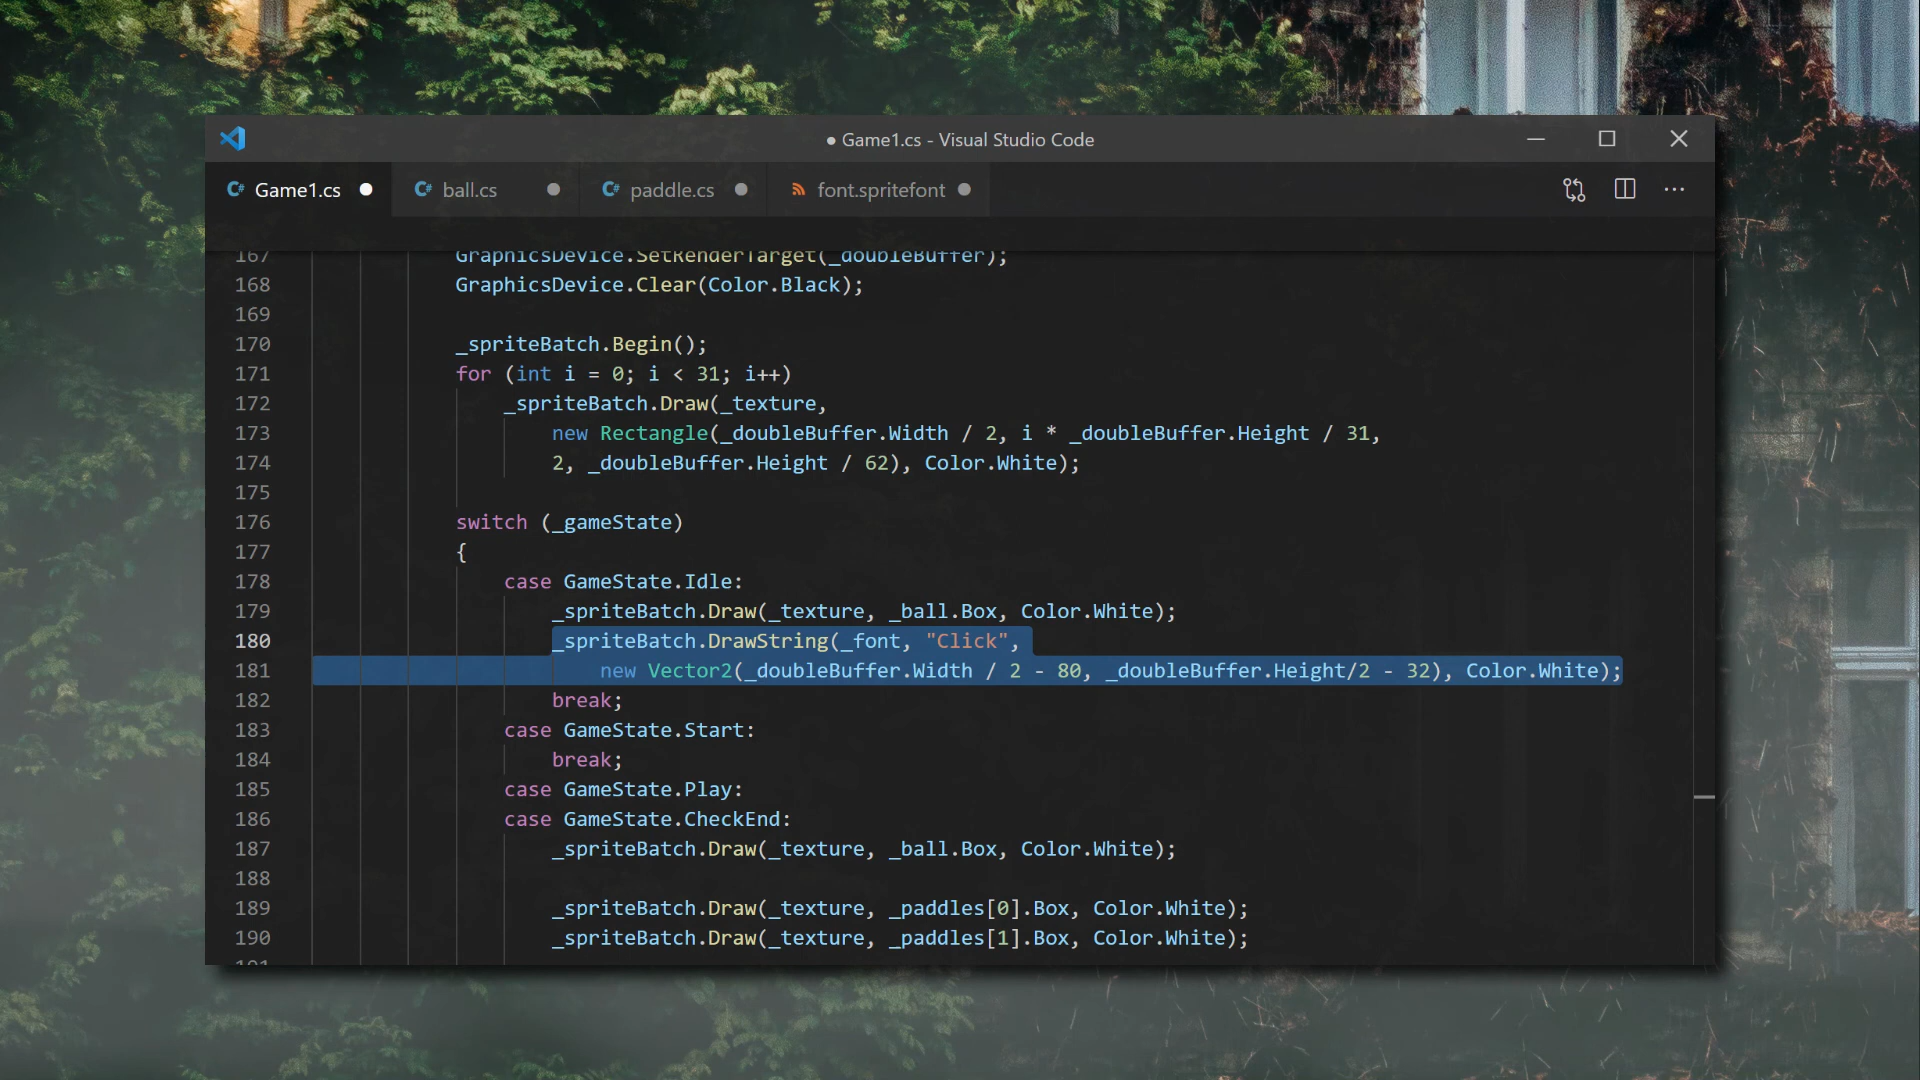 ● Game1.cs - Visual Studio Code
C# Game1.cs ● C# ball.cs ● C# paddle.cs ● font.spritefont ●
167 GraphicsDevice.SetRenderTarget(_doubleBuffer);
168 GraphicsDevice.Clear(Color.Black);
169
170 _spriteBatch.Begin();
171 for (int i = 0; i < 31; i++)
172 _spriteBatch.Draw(_texture,
173 new Rectangle(_doubleBuffer.Width / 2, i * _doubleBuffer.Height / 31,
174 2, _doubleBuffer.Height / 62), Color.White);
175
176 switch (_gameState)
177 {
178 case GameState.Idle:
179 _spriteBatch.Draw(_texture, _ball.Box, Color.White);
180 _spriteBatch.DrawString(_font, "Click",
181 new Vector2(_doubleBuffer.Width / 2 - 80, _doubleBuffer.Height/2 - 32), Color.White);
182 break;
183 case GameState.Start:
184 break;
185 case GameState.Play:
186 case GameState.CheckEnd:
187 _spriteBatch.Draw(_texture, _ball.Box, Color.White);
188
189 _spriteBatch.Draw(_texture, _paddles[0].Box, Color.White);
190 _spriteBatch.Draw(_texture, _paddles[1].Box, Color.White);